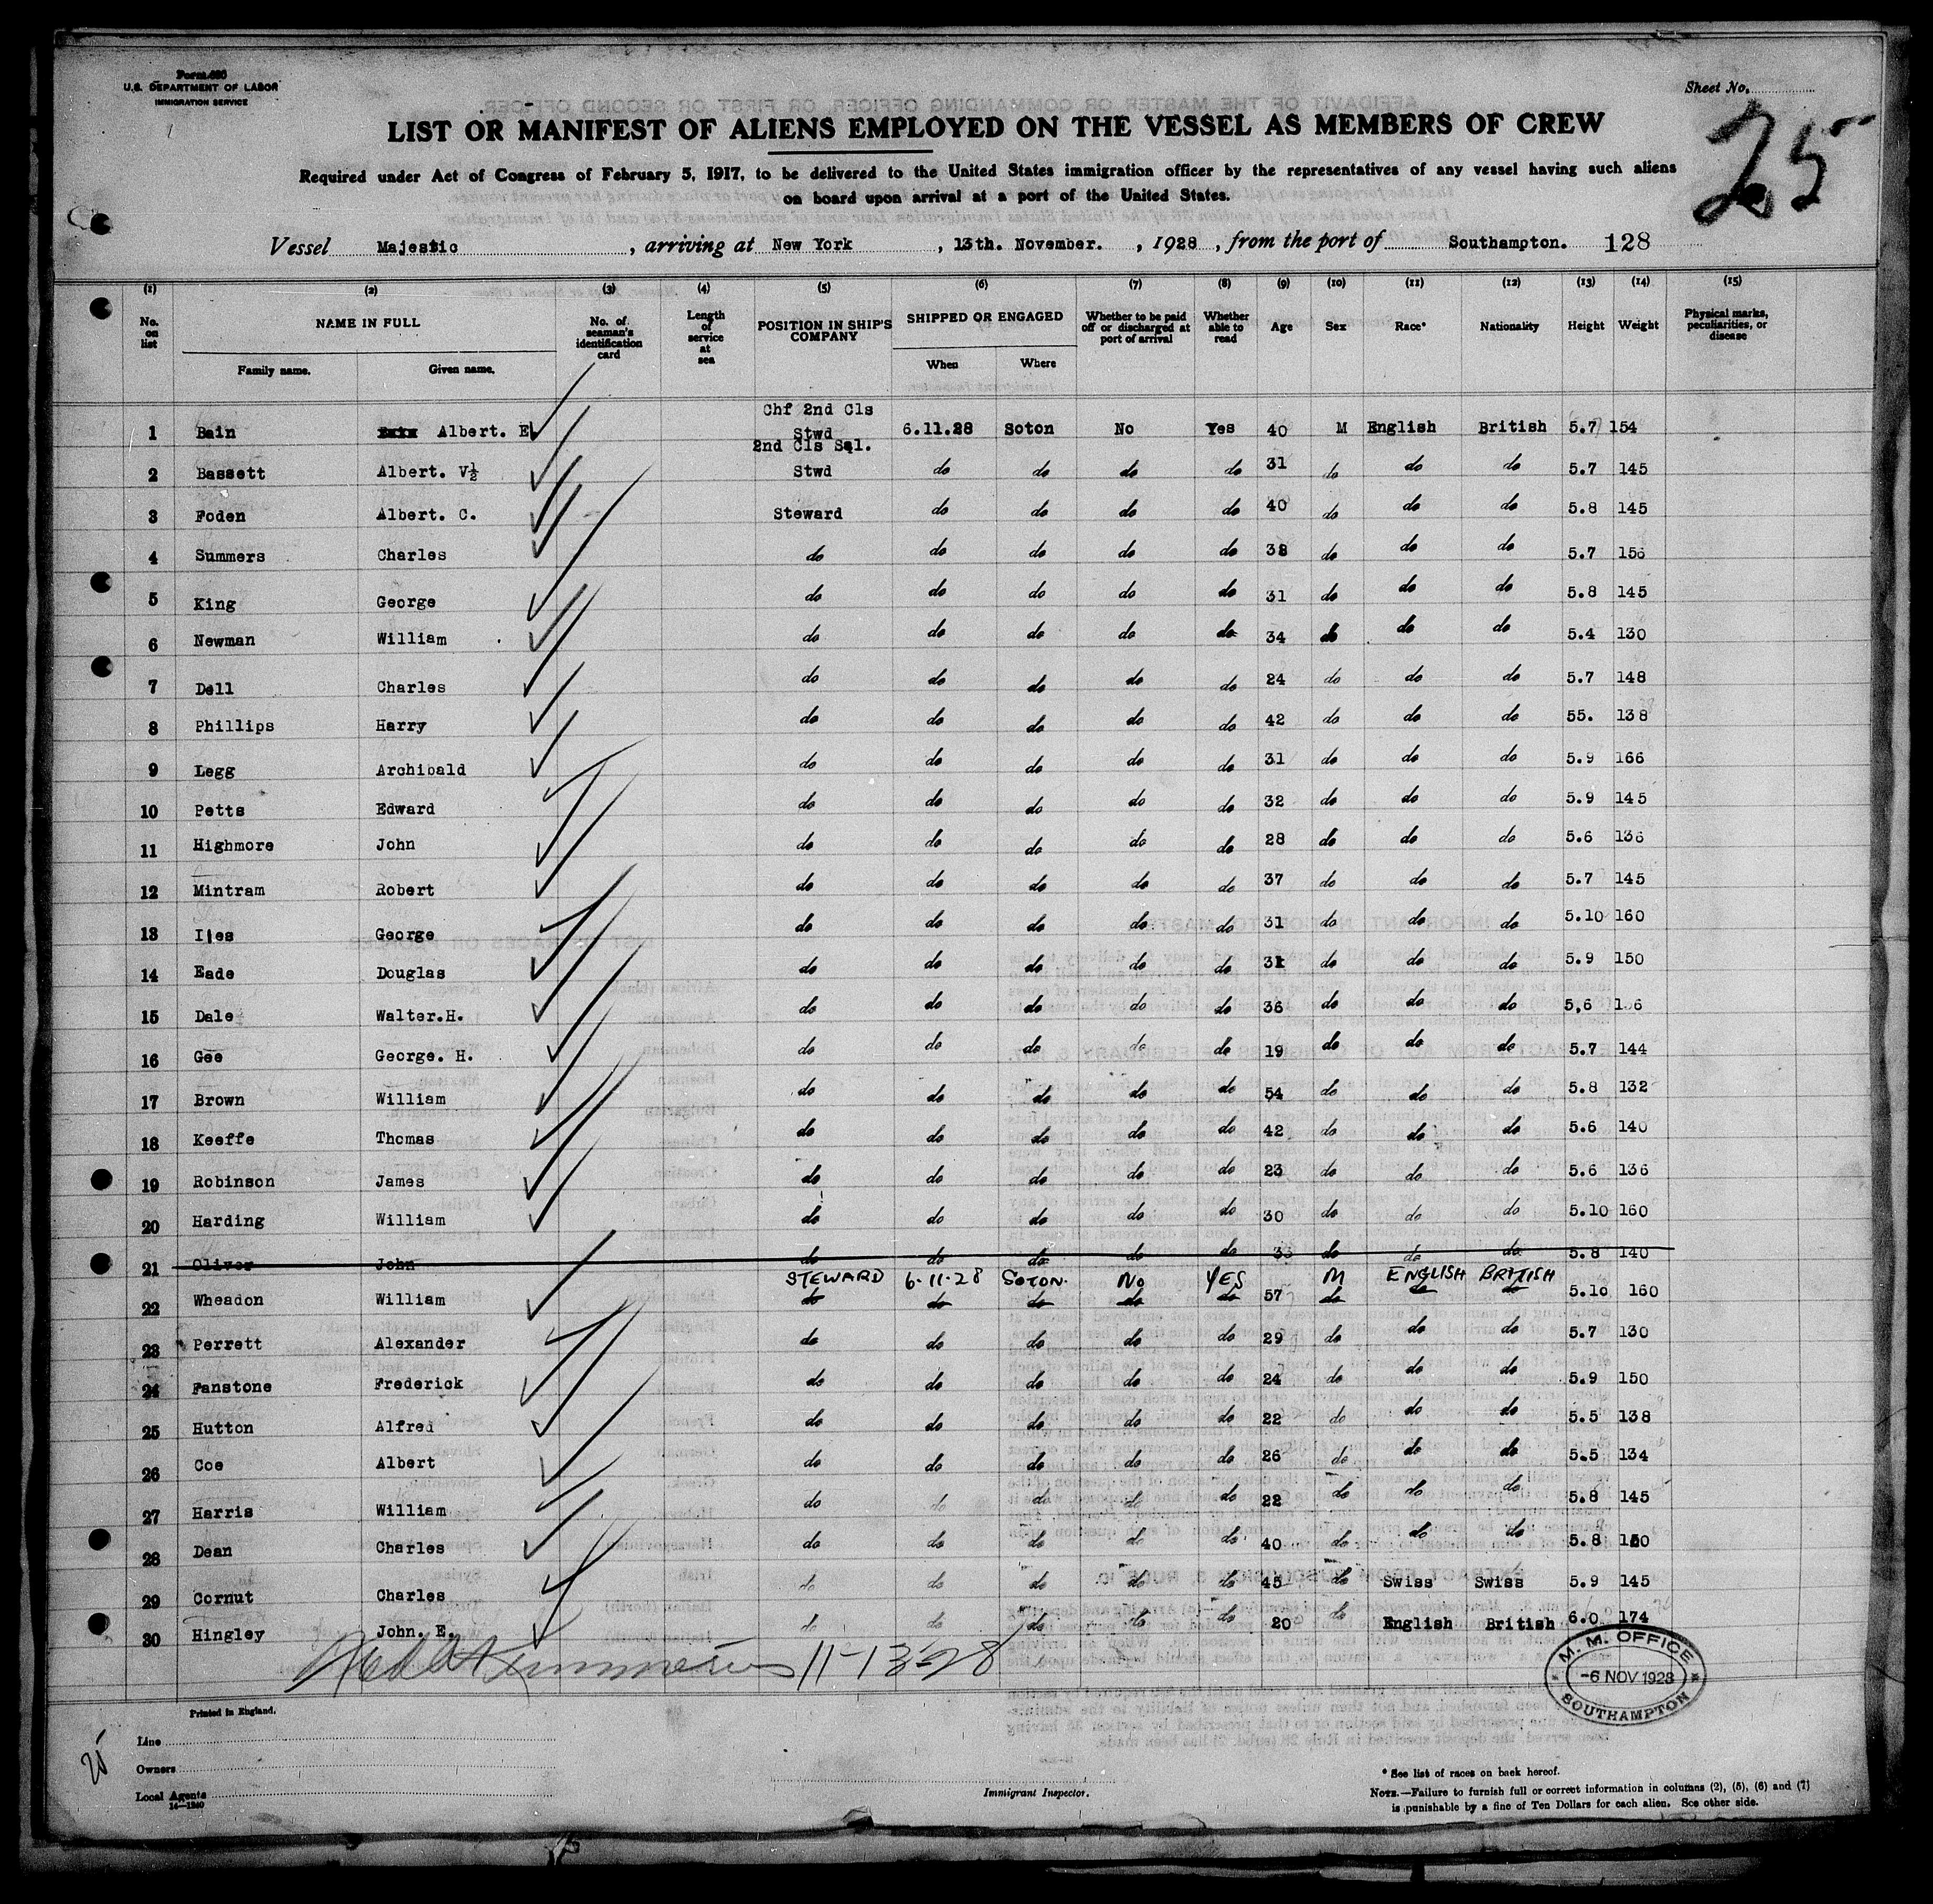 Form 680
U.S. DEPARTMENT OF LABOR
IMMIGRATION SERVICE
Sheet No.
25
LIST OR MANIFEST OF ALIENS EMPLOYED ON THE VESSEL AS MEMBERS OF CREW
Required under Act of Congress of February 5, 1917, to be delivered to the United States immigration officer by the representatives of any vessel having such aliens
on board upon arrival at a port of the United States.
Vessel Majestic , arriving at New York , 13th. November. , 1928 , from the port of Southampton. 128
(1) (2) (3) (4) (5) (6) (7) (8) (9) (10) (11) (12) (13) (14) (15)
No. on list NAME IN FULL Family name. Given name. No. of seaman's identification card Length of service at sea POSITION IN SHIP'S COMPANY SHIPPED OR ENGAGED When Where Whether to be paid off or discharged at port of arrival Whether able to read Age Sex Race* Nationality Height Weight Physical marks, peculiarities, or disease
1 Bain Albert. E Chf 2nd Cls Stwd 6.11.28 Soton No Yes 40 M English British 5.7 154
2 Bassett Albert. V½ 2nd Cls Sal. Stwd do do do do 31 do do do 5.7 145
3 Foden Albert. C. Steward do do do do 40 do do do 5.8 145
4 Summers Charles do do do do do 38 do do do 5.7 156
5 King George do do do do do 31 do do do 5.8 145
6 Newman William do do do do do 34 do do do 5.4 130
7 Dell Charles do do do do do 24 do do do 5.7 148
8 Phillips Harry do do do do do 42 do do do 55. 138
9 Legg Archibald do do do do do 31 do do do 5.9 166
10 Petts Edward do do do do do 32 do do do 5.9 145
11 Highmore John do do do do do 28 do do do 5.6 136
12 Mintram Robert do do do do do 37 do do do 5.7 145
13 Iles George do do do do do 31 do do do 5.10 160
14 Eade Douglas do do do do do 31 do do do 5.9 150
15 Dale Walter.H. do do do do do 36 do do do 5,6
16 Gee George. H. do do do do do 19 do do do 5.7 144
17 Brown William do do do do do 54 do do do 5.8 132
18 Keeffe Thomas do do do do do 42 do do do 5.6 140
19 Robinson James do do do do do 23 do do do 5.6 136
20 Harding William do do do do do 30 do do do 5.10 160
21 Oliver John do do do do do 33 do do do 5.8 140
STEWARD 6-11-28 SOTON. NO YES M ENGLISH BRITISH
22 Wheadon William do do do do do 57 do do do 5.10 160
23 Perrett Alexander do do do do do 29 do do do 5.7 130
24 Fanstone Frederick do do do do do 24 do do do 5.9 150
25 Hutton Alfred do do do do do 22 do do do 5.5 138
26 Coe Albert do do do do do 26 do do do 5.5 134
27 Harris William do do do do do 22 do do do 5.8 145
28 Dean Charles do do do do do 40 do do do 5.8
29 Cornut Charles do do do do do 45 do Swiss Swiss 5.9 145
30 Hingley John. E. do do do do do 20 do English British 6.0 174
11-13-28
M. M. OFFICE
-6 NOV 1928
SOUTHAMPTON
Printed in England.
Line
Owners
Local Agents
14-1240
25
Immigrant Inspector.
* See list of races on back hereof.
NOTE.—Failure to furnish full or correct information in columns (2), (5), (6) and (7)
is punishable by a fine of Ten Dollars for each alien. See other side.